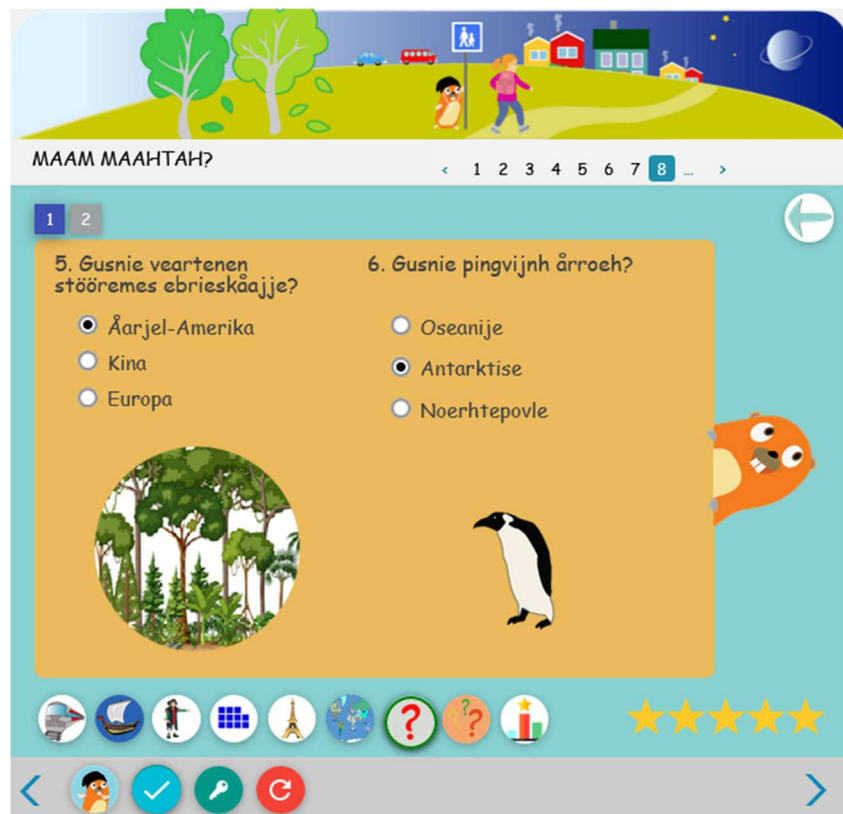 MAAM MAAHTAH?
‹ 1 2 3 4 5 6 7 8 ... ›
1 2
5. Gusnie veartenen
stööremes ebrieskåajje?
Åarjel-Amerika
Kina
Europa
6. Gusnie pingvijnh årroeh?
Oseanije
Antarktise
Noerhtepovle